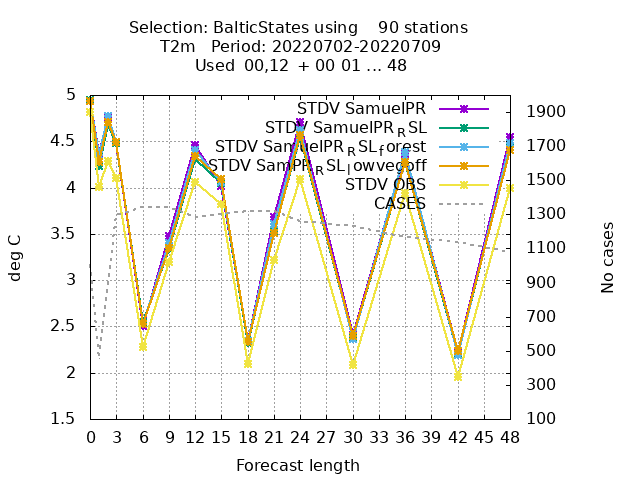 Selection: BalticStates using    90 stations
T2m   Period: 20220702-20220709
Used  00,12  + 00 01 ... 48
STDV SamuelPR
STDV SamuelPR_RSL
STDV SamuelPR_RSL_forest
STDV SamPR_RSL_lowvegoff
STDV OBS
CASES
5
4.5
4
3.5
3
2.5
2
1.5
deg C
1900
1700
1500
1300
1100
900
700
500
300
100
No cases
0 3 6 9 12 15 18 21 24 27 30 33 36 39 42 45 48
Forecast length